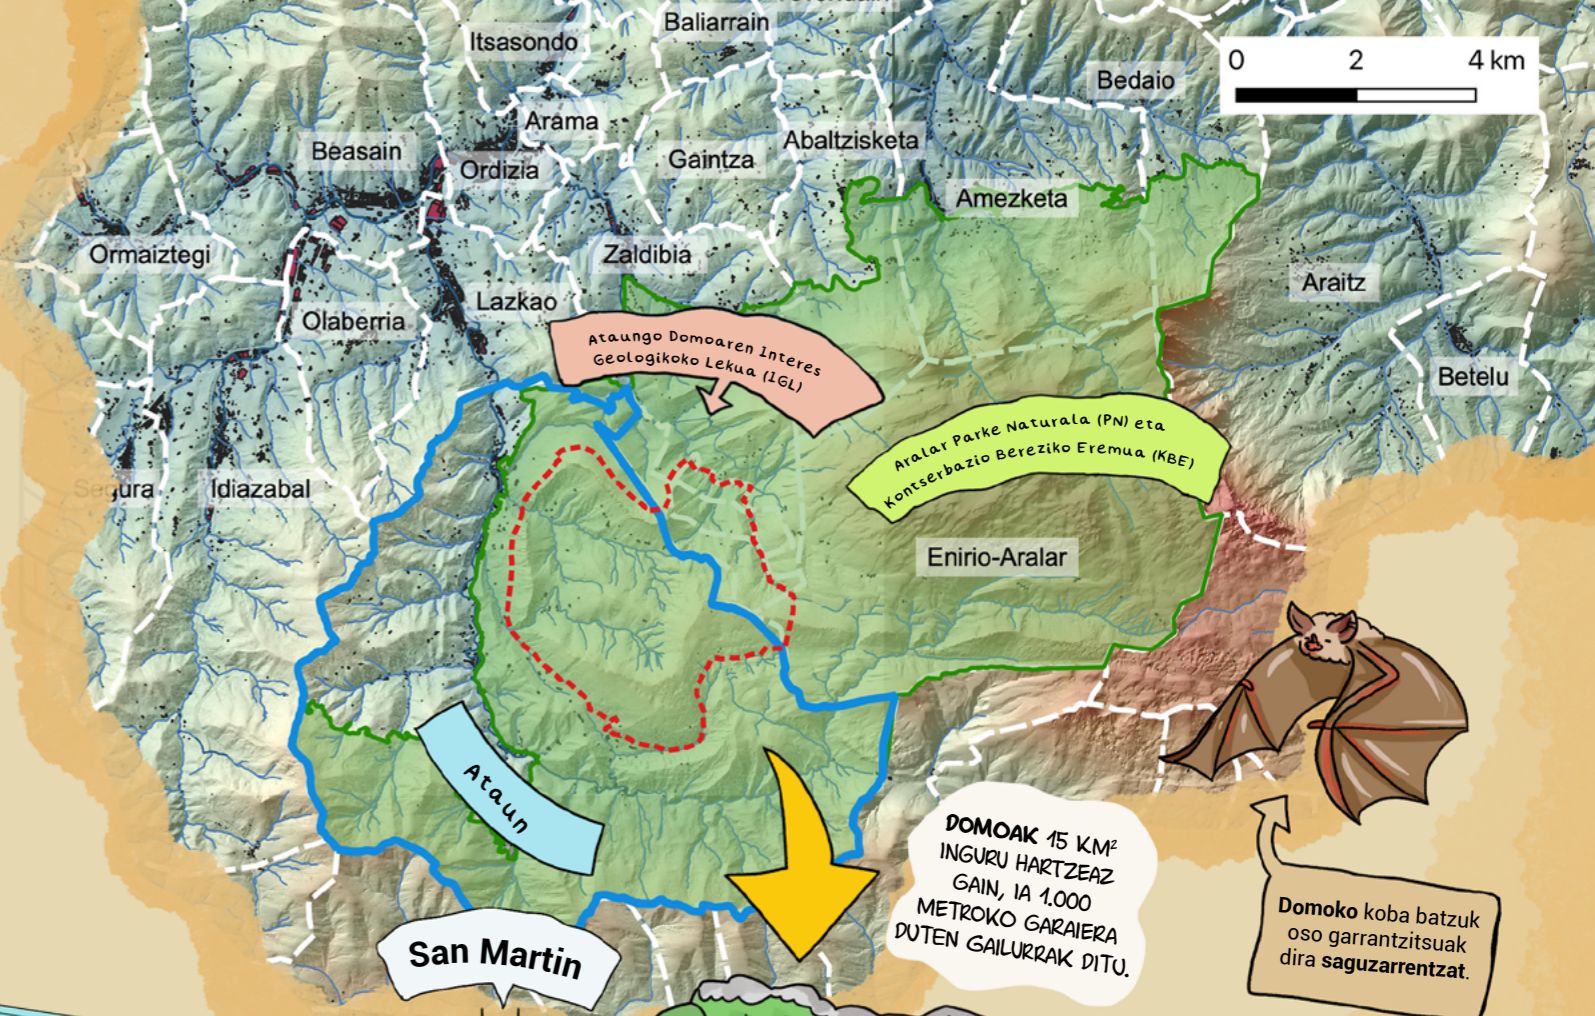 Itsasondo
Baliarrain
Bedaio
0 2 4 km
Arama
Beasain
Ordizia
Gaintza
Abaltzisketa
Amezketa
Ormaiztegi
Zaldibia
Araitz
Lazkao
Olaberria
Ataungo Domoaren Interes
Geologikoko Lekua (IGL)
Betelu
Aralar Parke Naturala (PN) eta
Kontserbazio Bereziko Eremua (KBE)
Segura
Idiazabal
Enirio-Aralar
Ataun
DOMOAK 15 KM²
INGURU HARTZEAZ
GAIN, IA 1.000
METROKO GARAIERA
DUTEN GAILURRAK DITU.
Domoko koba batzuk
oso garrantzitsuak
dira saguzarrentzat.
San Martin